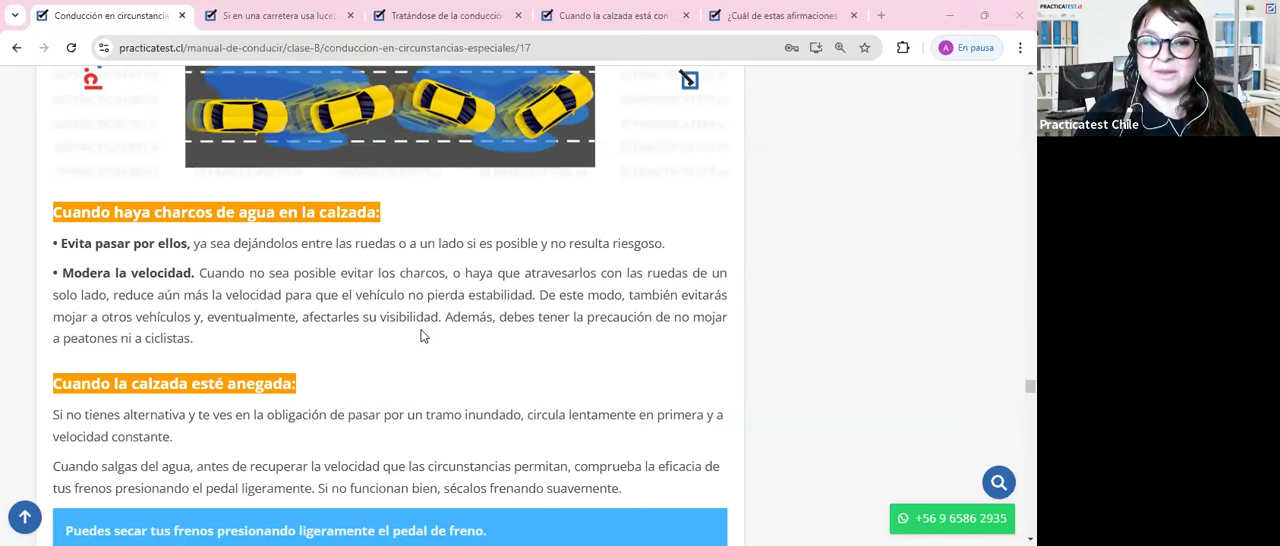 Conducción en circunstancia
Si en una carretera usa luce
Tratándose de la conducció
Cuando la calzada está con
¿Cuál de estas afirmaciones
practicatest.cl/manual-de-conducir/clase-B/conduccion-en-circunstancias-especiales/17
A En pausa
PRACTICATEST.cl
Practicatest Chile
Cuando haya charcos de agua en la calzada:
• Evita pasar por ellos, ya sea dejándolos entre las ruedas o a un lado si es posible y no resulta riesgoso.
• Modera la velocidad. Cuando no sea posible evitar los charcos, o haya que atravesarlos con las ruedas de un
solo lado, reduce aún más la velocidad para que el vehículo no pierda estabilidad. De este modo, también evitarás
mojar a otros vehículos y, eventualmente, afectarles su visibilidad. Además, debes tener la precaución de no mojar
a peatones ni a ciclistas.
Cuando la calzada esté anegada:
Si no tienes alternativa y te ves en la obligación de pasar por un tramo inundado, circula lentamente en primera y a
velocidad constante.
Cuando salgas del agua, antes de recuperar la velocidad que las circunstancias permitan, comprueba la eficacia de
tus frenos presionando el pedal ligeramente. Si no funcionan bien, sécalos frenando suavemente.
Puedes secar tus frenos presionando ligeramente el pedal de freno.
+56 9 6586 2935